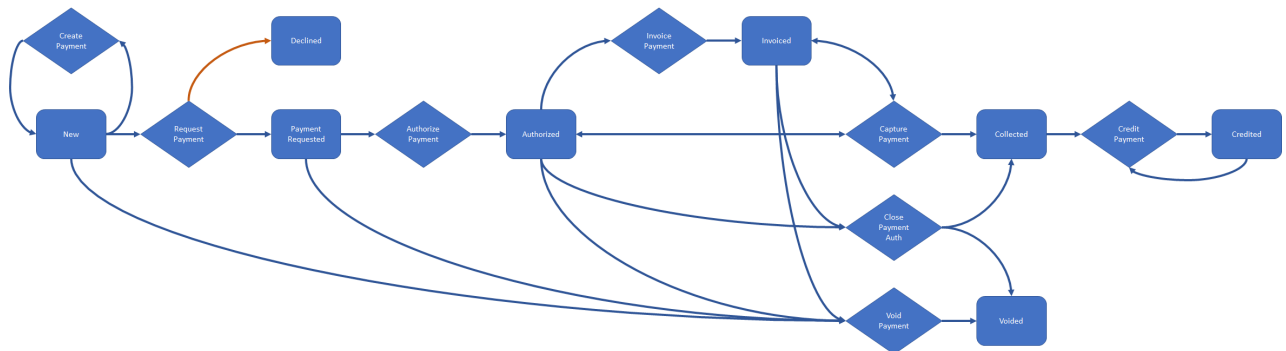 Create
Payment
Declined
Invoice
Payment
Invoiced
New
Request
Payment
Payment
Requested
Authorize
Payment
Authorized
Capture
Payment
Collected
Credit
Payment
Credited
Close
Payment
Auth
Void
Payment
Voided